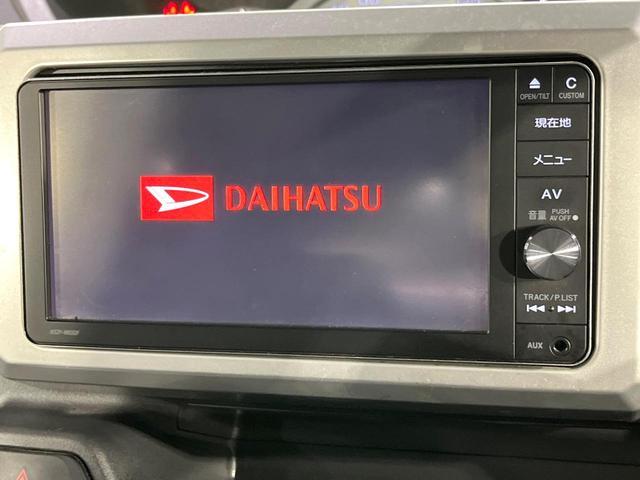 OPEN/TILT
C
CUSTOM
現在地
メニュー
DAIHATSU
AV
音量 PUSH
AV OFF
TRACK/P.LIST
AUX